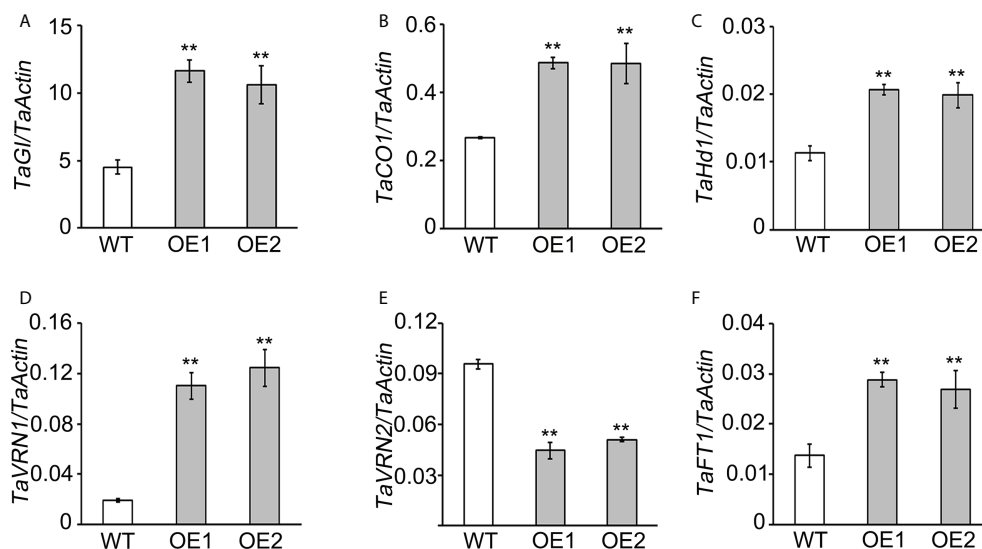 A
TaGI/TaActin
15
10
5
0
** **
WT OE1 OE2
B
TaCO1/TaActin
0.6
0.4
0.2
0
** **
WT OE1 OE2
C
TaHd1/TaActin
0.03
0.02
0.01
0
** **
WT OE1 OE2
D
TaVRN1/TaActin
0.16
0.12
0.08
0.04
0
** **
WT OE1 OE2
E
TaVRN2/TaActin
0.12
0.09
0.06
0.03
** **
WT OE1 OE2
F
TaFT1/TaActin
0.04
0.03
0.02
0.01
0
** **
WT OE1 OE2